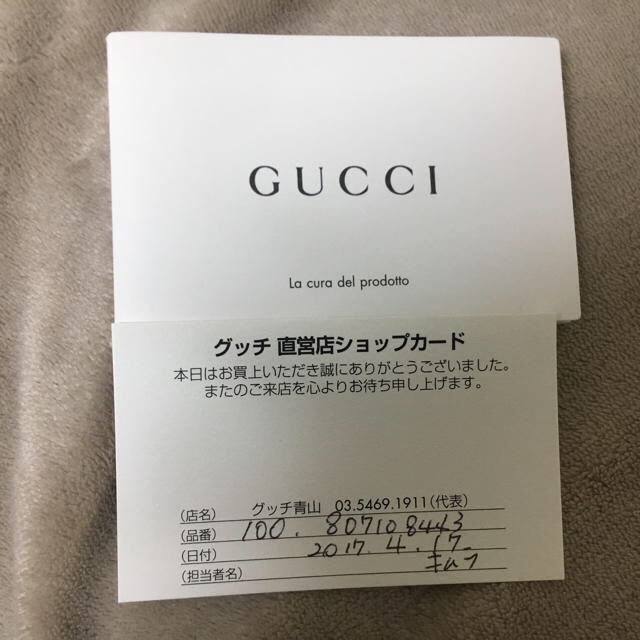 GUCCI
La cura del prodotto
グッチ 直営店ショップカード
本日はお買上いただき誠にありがとうございました。
またのご来店を心よりお待ち申し上げます。
(店名) グッチ青山 03.5469.1911(代表)
(品番) 100. 807108443
(日付) 2017. 4. 17
(担当者名) キムラ